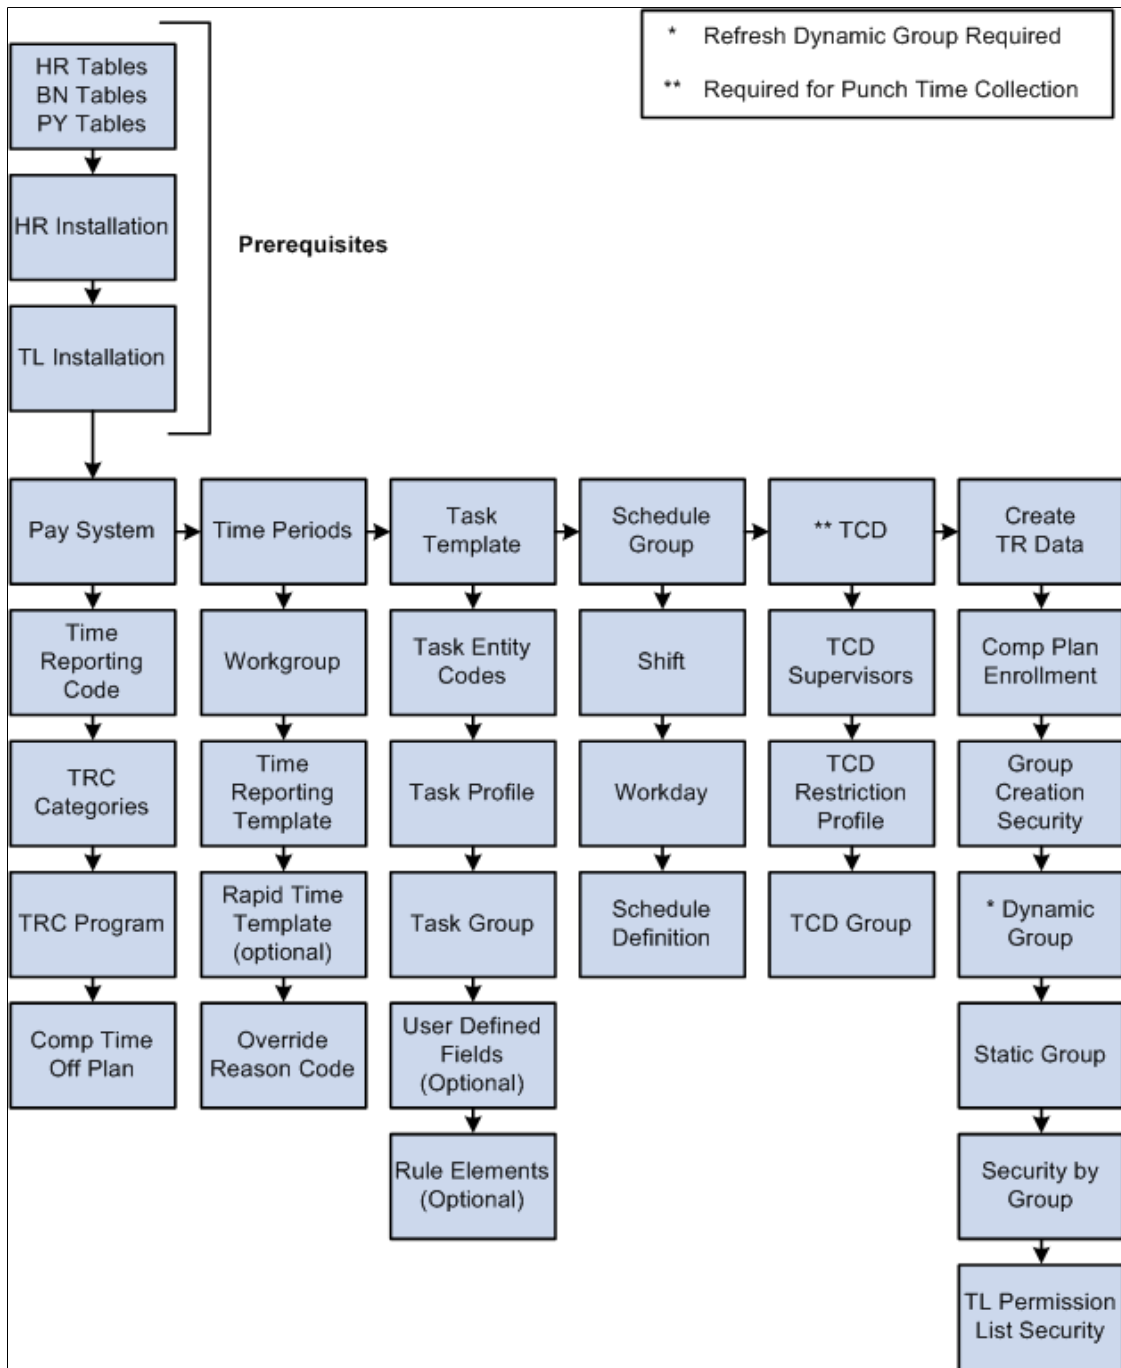 * Refresh Dynamic Group Required
** Required for Punch Time Collection
HR Tables
BN Tables
PY Tables
HR Installation
TL Installation
Prerequisites
Pay System
Time Reporting Code
TRC Categories
TRC Program
Comp Time Off Plan
Time Periods
Workgroup
Time Reporting Template
Rapid Time Template (optional)
Override Reason Code
Task Template
Task Entity Codes
Task Profile
Task Group
User Defined Fields (Optional)
Rule Elements (Optional)
Schedule Group
Shift
Workday
Schedule Definition
** TCD
TCD Supervisors
TCD Restriction Profile
TCD Group
Create TR Data
Comp Plan Enrollment
Group Creation Security
* Dynamic Group
Static Group
Security by Group
TL Permission List Security